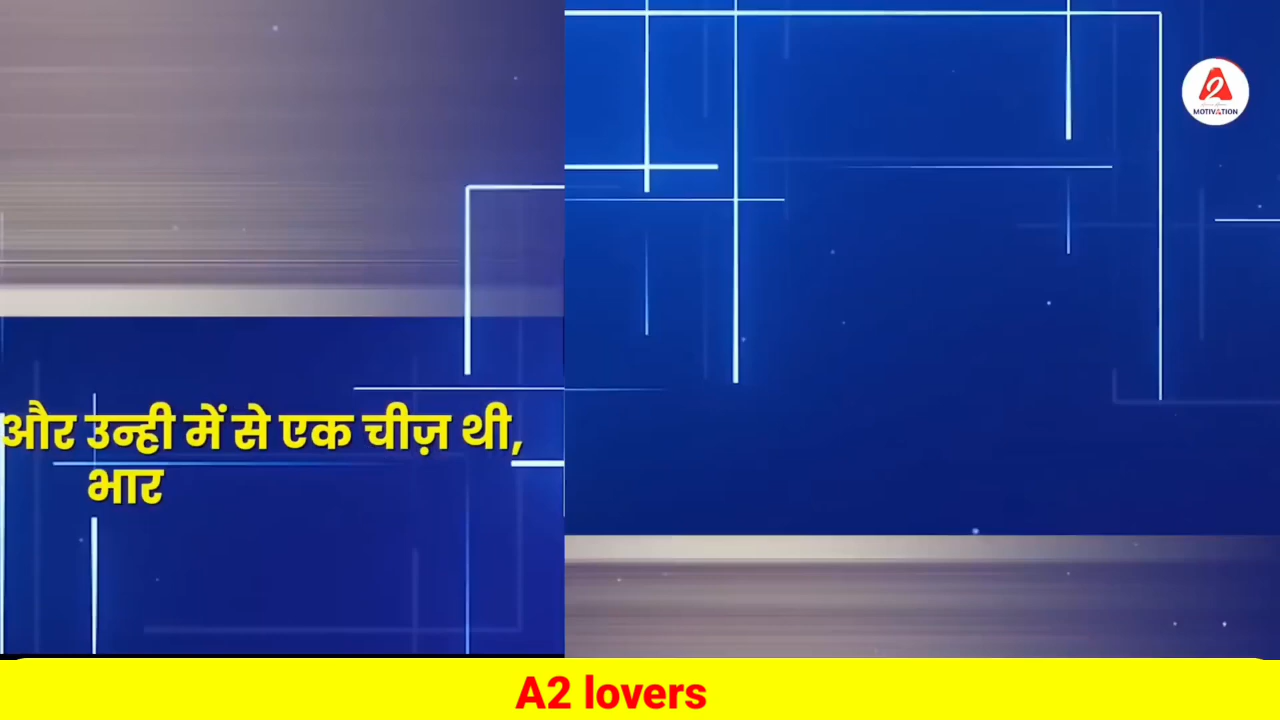 और उन्ही में से एक चीज़ थी,
भार
MOTIVATION
A2 lovers